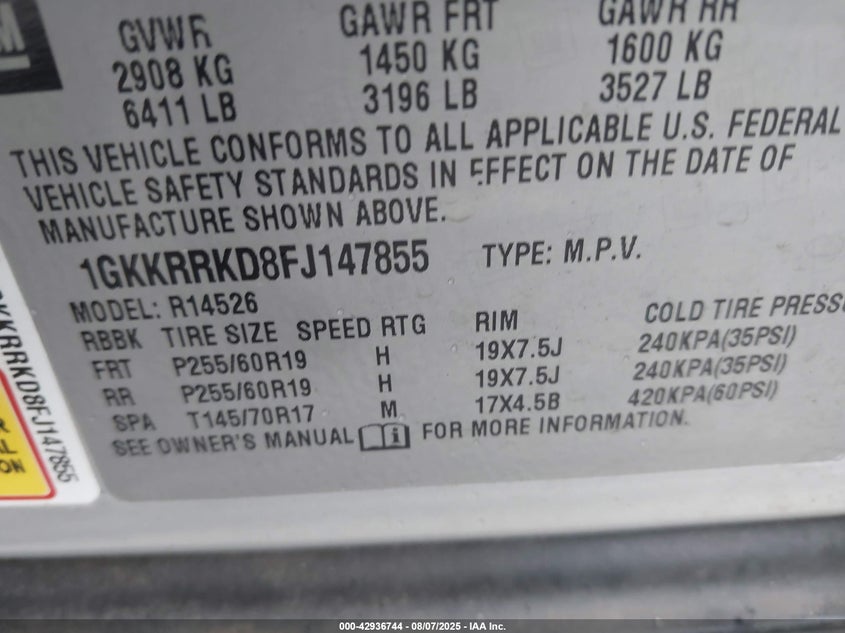 M
GVWR GAWR FRT GAWR RR
2908 KG 1450 KG 1600 KG
6411 LB 3196 LB 3527 LB
THIS VEHICLE CONFORMS TO ALL APPLICABLE U.S. FEDERAL
VEHICLE SAFETY STANDARDS IN EFFECT ON THE DATE OF
MANUFACTURE SHOWN ABOVE.
1GKKRRKD8FJ147855 TYPE: M.P.V.
MODEL: R14526
RBBK TIRE SIZE SPEED RTG RIM COLD TIRE PRESSU
FRT P255/60R19 H 19X7.5J 240KPA(35PSI)
RR P255/60R19 H 19X7.5J 240KPA(35PSI)
SPA T145/70R17 M 17X4.5B 420KPA(60PSI)
SEE OWNER'S MANUAL i FOR MORE INFORMATION.
KKRRKD8FJ147855
R
AL
ON
000-42936744 - 08/07/2025 - IAA Inc.